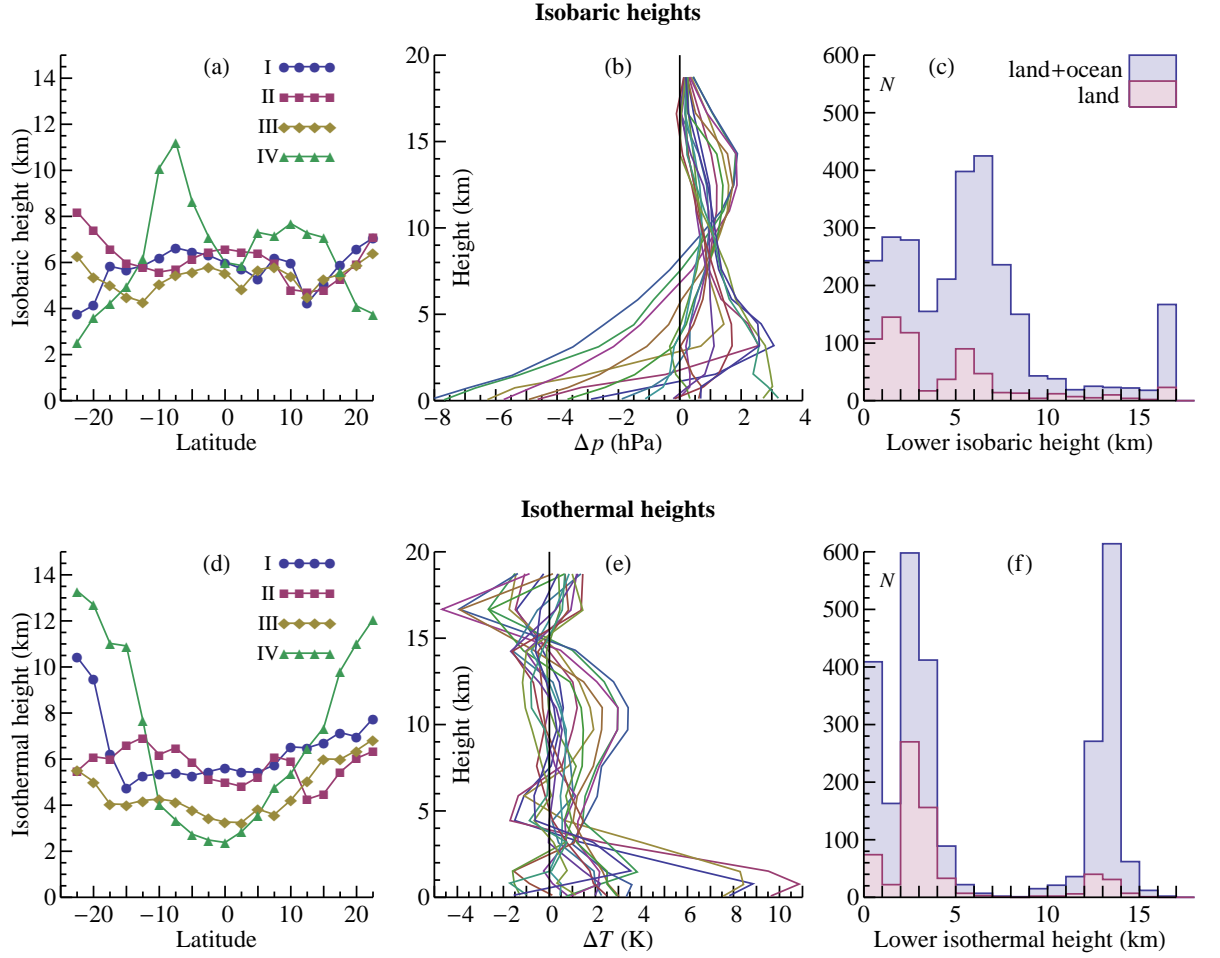 Isobaric heights
(a)
I
II
III
IV
14
12
10
8
6
4
2
0
−20
−10
0
10
20
Latitude
Isobaric height (km)
(b)
20
15
10
5
0
−8
−6
−4
−2
0
2
4
Δp (hPa)
Height (km)
(c)
N
land+ocean
land
600
500
400
300
200
100
0
0
5
10
15
Lower isobaric height (km)
Isothermal heights
(d)
I
II
III
IV
14
12
10
8
6
4
2
0
−20
−10
0
10
20
Latitude
Isothermal height (km)
(e)
20
15
10
5
0
−4
−2
0
2
4
6
8
10
ΔT (K)
Height (km)
(f)
N
600
500
400
300
200
100
0
0
5
10
15
Lower isothermal height (km)